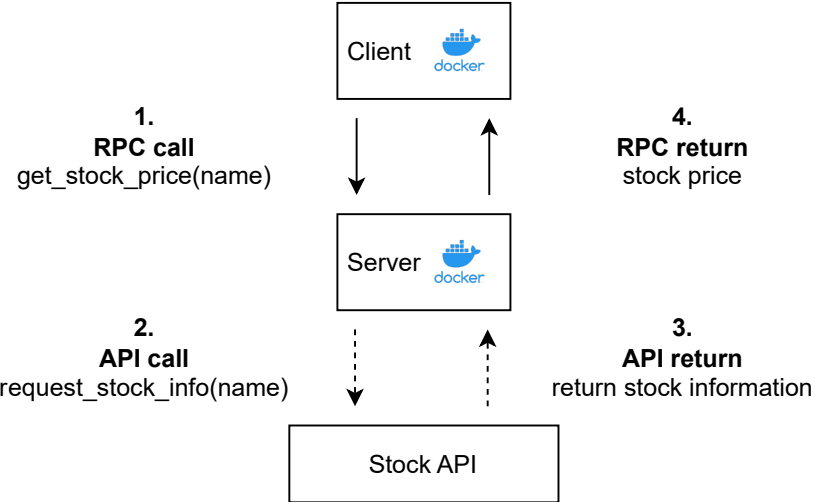 Client
docker
1.
RPC call
get_stock_price(name)
4.
RPC return
stock price
Server
docker
2.
API call
request_stock_info(name)
3.
API return
return stock information
Stock API